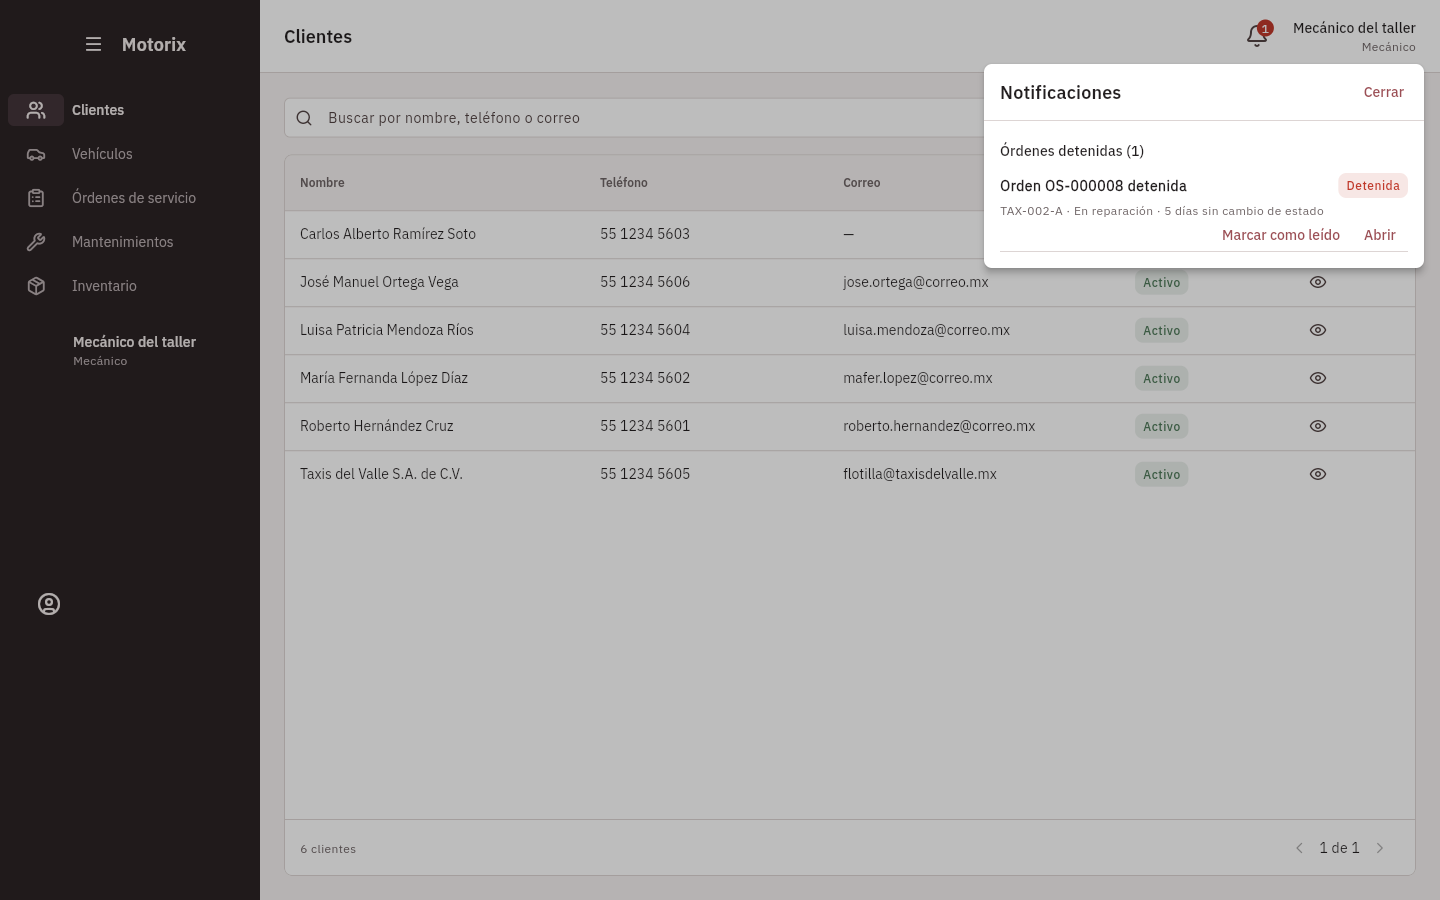 Motorix
Clientes
Vehículos
Órdenes de servicio
Mantenimientos
Inventario
Mecánico del taller
Mecánico
Clientes
1
Mecánico del taller
Mecánico
Buscar por nombre, teléfono o correo
Notificaciones
Cerrar
Órdenes detenidas (1)
Orden OS-000008 detenida
Detenida
TAX-002-A · En reparación · 5 días sin cambio de estado
Marcar como leído Abrir
Nombre Teléfono Correo
Carlos Alberto Ramírez Soto 55 1234 5603 —
José Manuel Ortega Vega 55 1234 5606 jose.ortega@correo.mx Activo
Luisa Patricia Mendoza Ríos 55 1234 5604 luisa.mendoza@correo.mx Activo
María Fernanda López Díaz 55 1234 5602 mafer.lopez@correo.mx Activo
Roberto Hernández Cruz 55 1234 5601 roberto.hernandez@correo.mx Activo
Taxis del Valle S.A. de C.V. 55 1234 5605 flotilla@taxisdelvalle.mx Activo
6 clientes
1 de 1